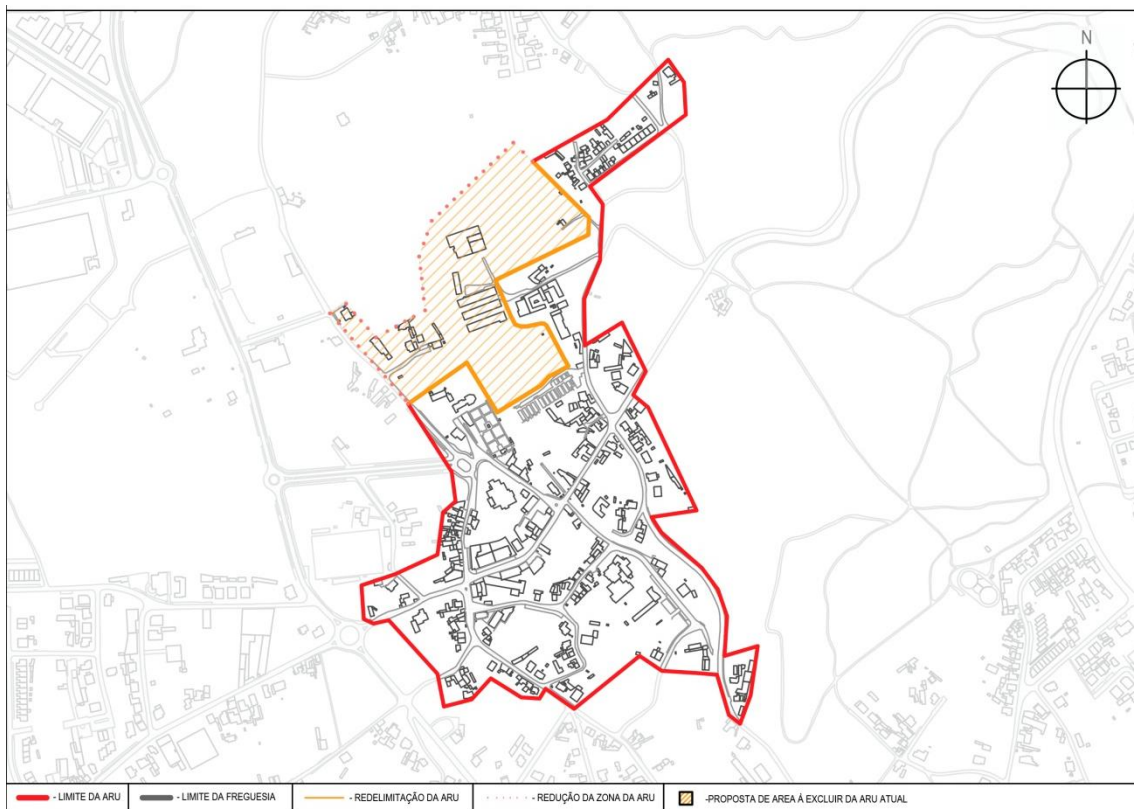 N
- LIMITE DA ARU
- LIMITE DA FREGUESIA
- REDELIMITAÇÃO DA ARU
- REDUÇÃO DA ZONA DA ARU
-PROPOSTA DE AREA Á EXCLUIR DA ARU ATUAL